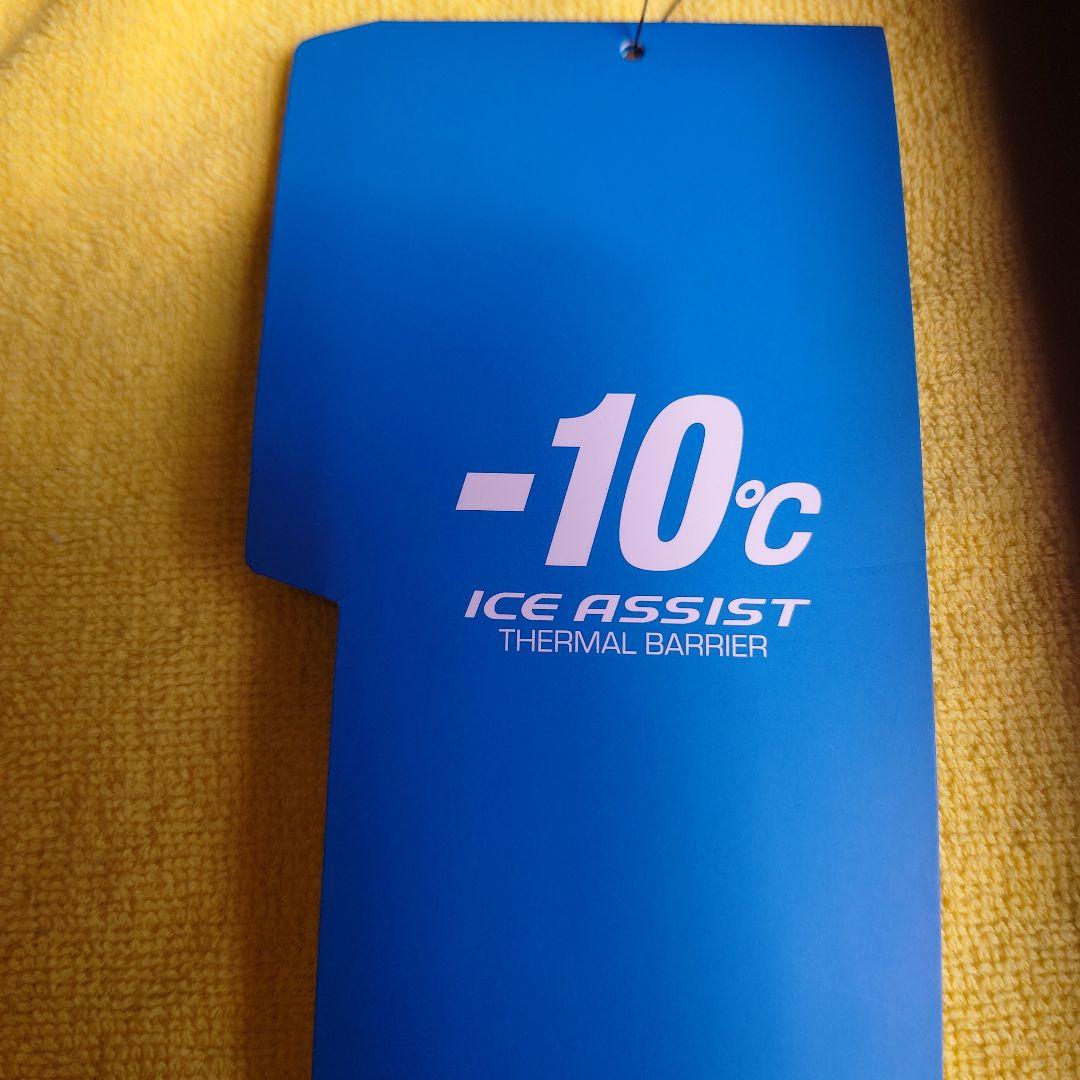 -10℃
ICE ASSIST
THERMAL BARRIER